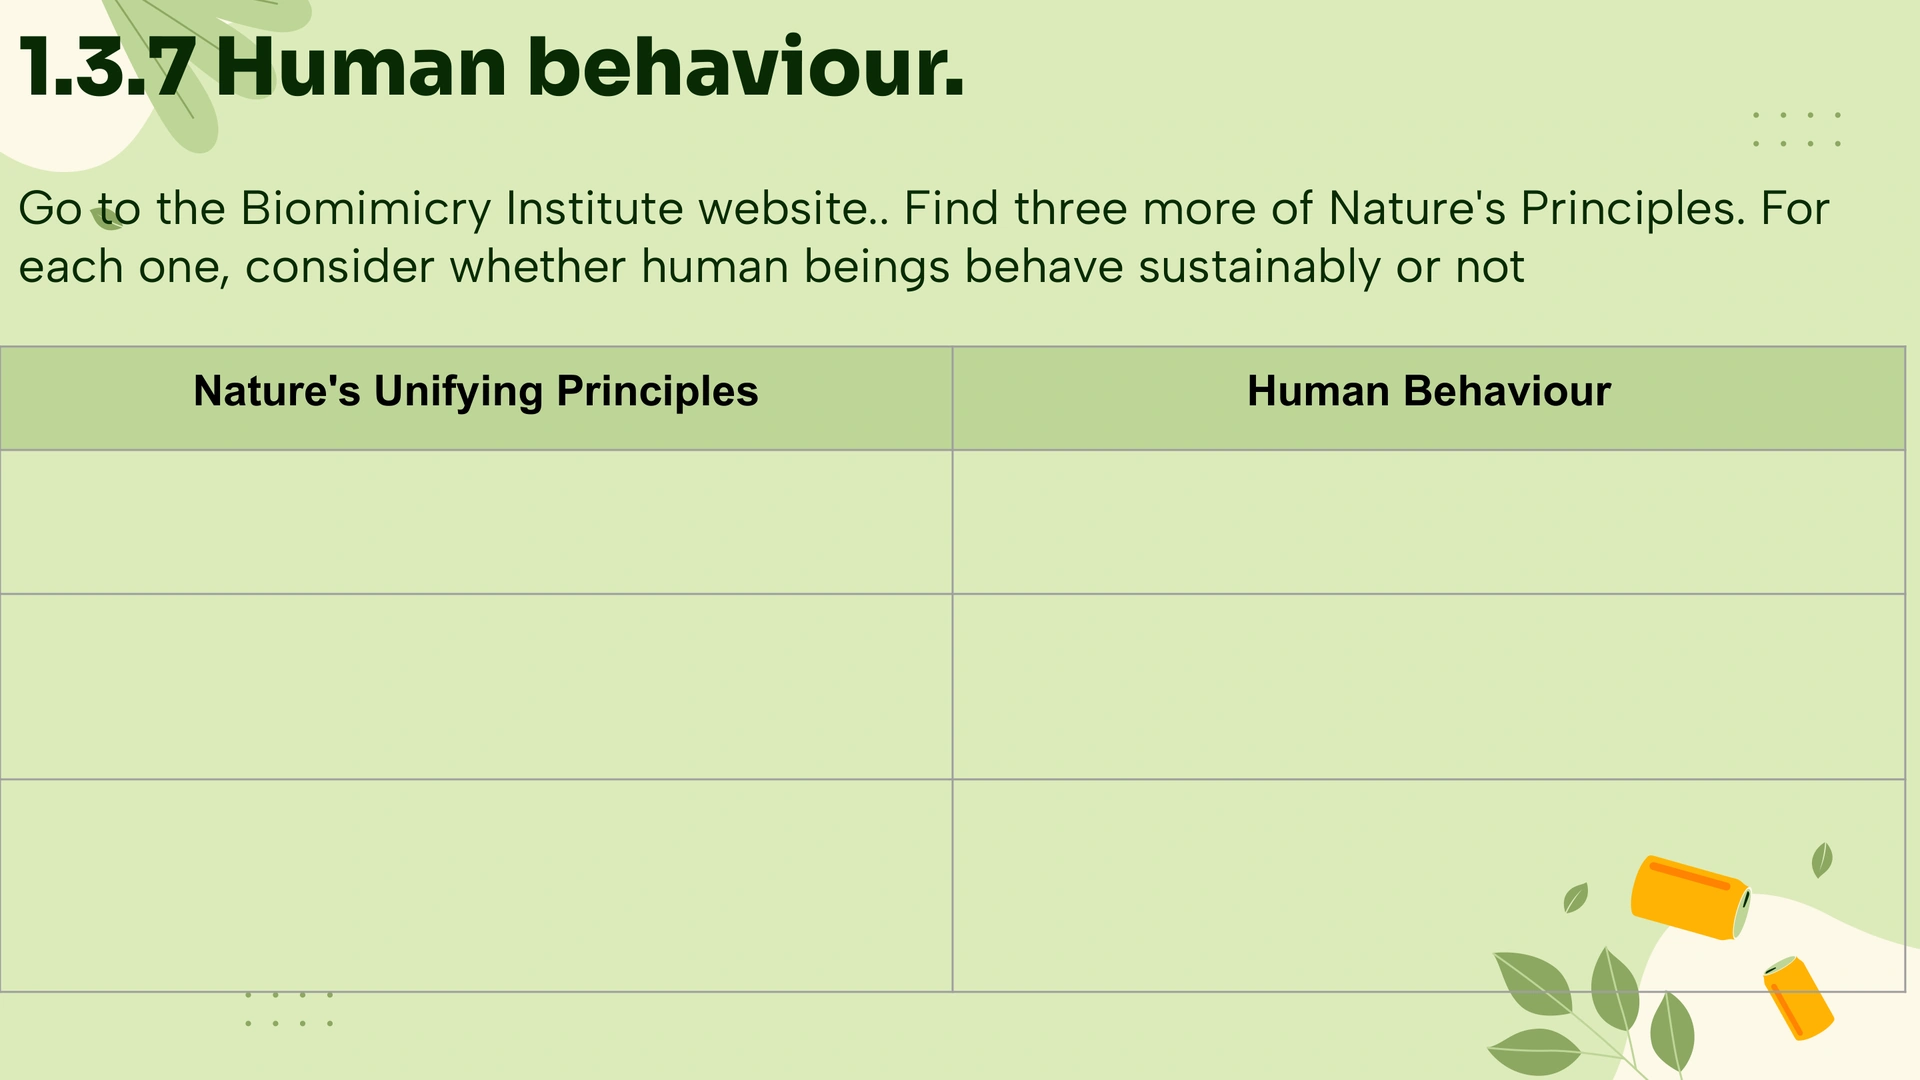 1.3.7 Human behaviour.
Go to the Biomimicry Institute website.. Find three more of Nature's Principles. For
each one, consider whether human beings behave sustainably or not
Nature's Unifying Principles
Human Behaviour